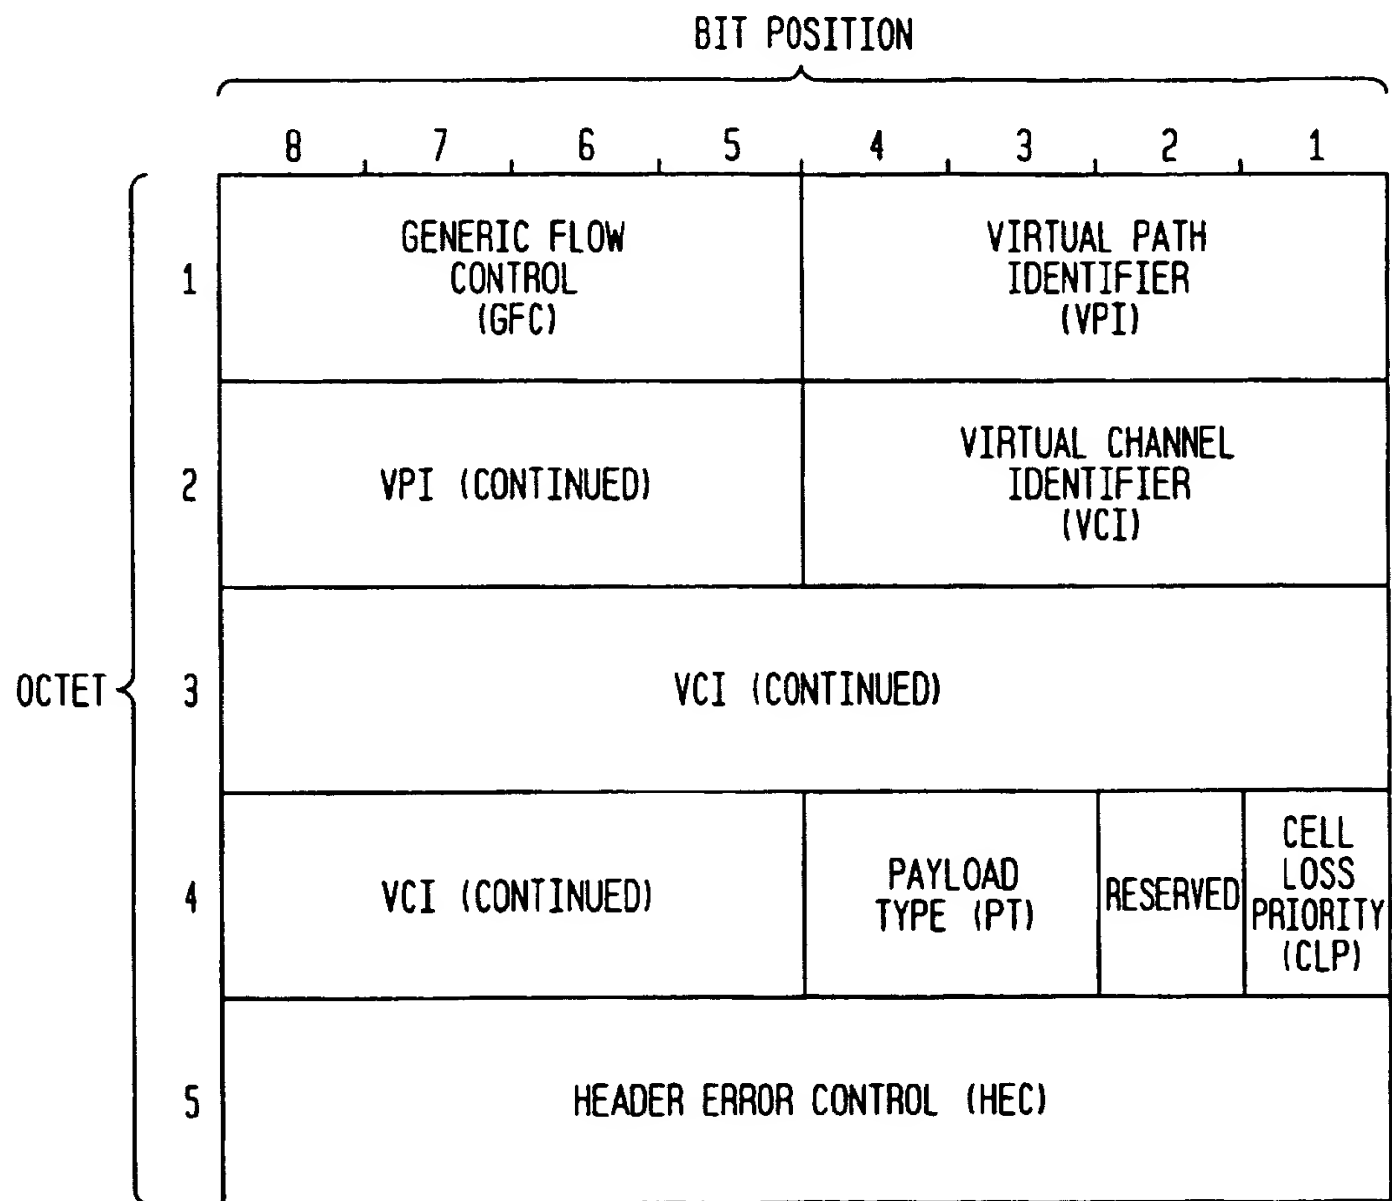 BIT POSITION
8 7 6 5 4 3 2 1
GENERIC FLOW
CONTROL
(GFC)
VIRTUAL PATH
IDENTIFIER
(VPI)
1
VPI (CONTINUED)
VIRTUAL CHANNEL
IDENTIFIER
(VCI)
2
OCTET
3
VCI (CONTINUED)
4
VCI (CONTINUED)
PAYLOAD
TYPE (PT)
RESERVED
CELL
LOSS
PRIORITY
(CLP)
5
HEADER ERROR CONTROL (HEC)